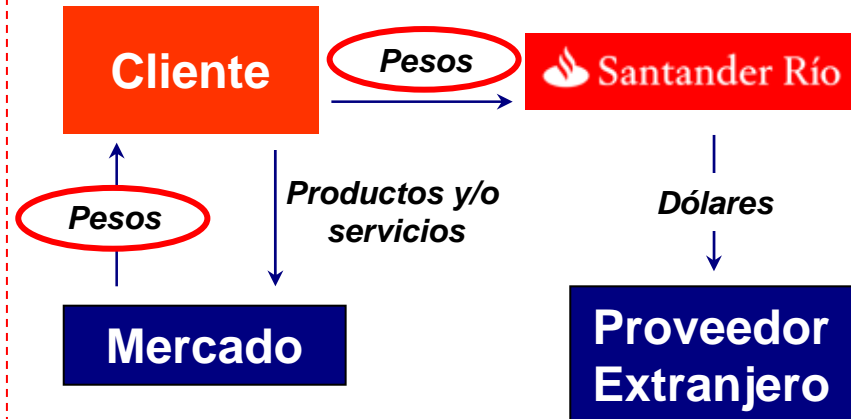 Cliente
Pesos
Santander Río
Pesos
Productos y/o
servicios
Dólares
Mercado
Proveedor
Extranjero